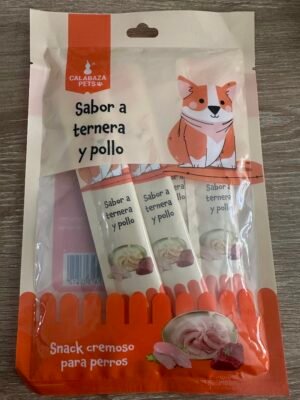 CALABAZA
PETS
Sabor a
ternera
y pollo
Sabor a
ternera
y pollo
Sabor a
ternera
y pollo
Sabor a
ternera
y pollo
Snack cremoso
para perros